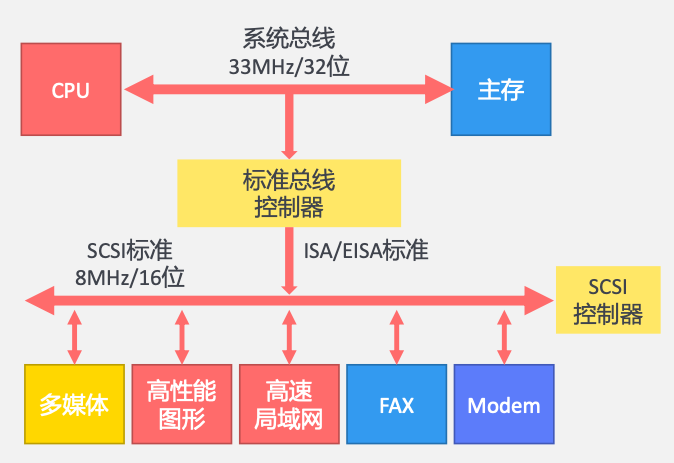 系统总线
33MHz/32位
CPU
主存
标准总线
控制器
SCSI标准
8MHz/16位
ISA/EISA标准
SCSI
控制器
多媒体
高性能
图形
高速
局域网
FAX
Modem